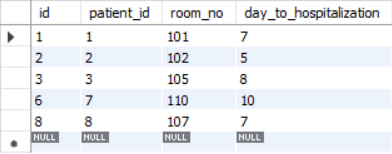 id patient_id room_no day_to_hospitalization
1 1 101 7
2 2 102 5
3 3 105 8
6 7 110 10
8 8 107 7
NULL NULL NULL NULL